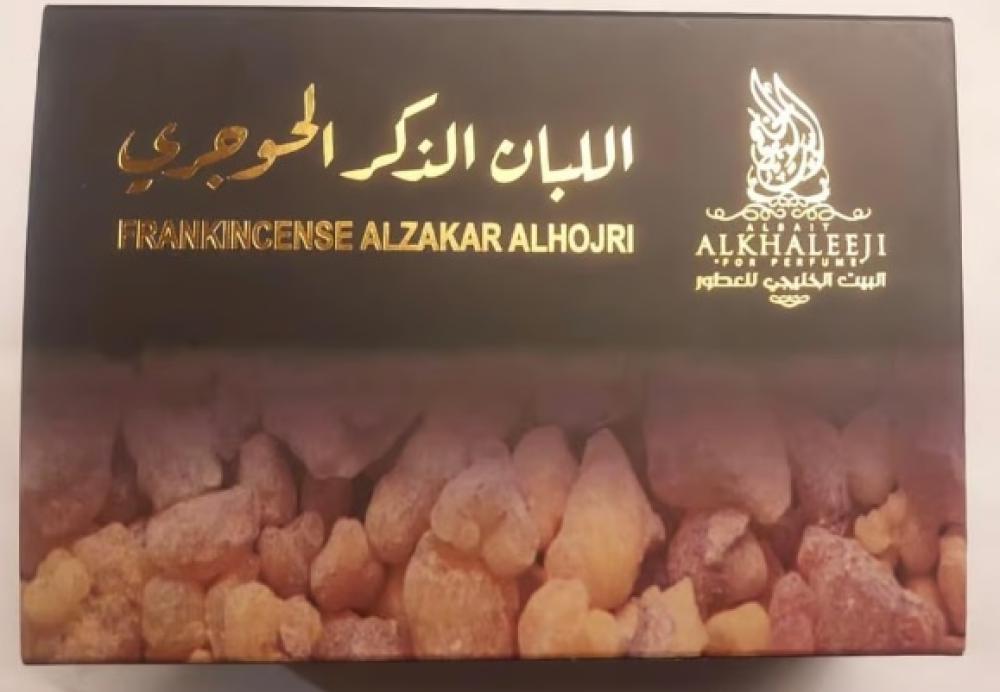 اللبان الذكر الحوجري
FRANKINCENSE ALZAKAR ALHOJRI
ALBAIT
ALKHALEEJI
•FOR PERFUME•
البيت الخليجي للعطور